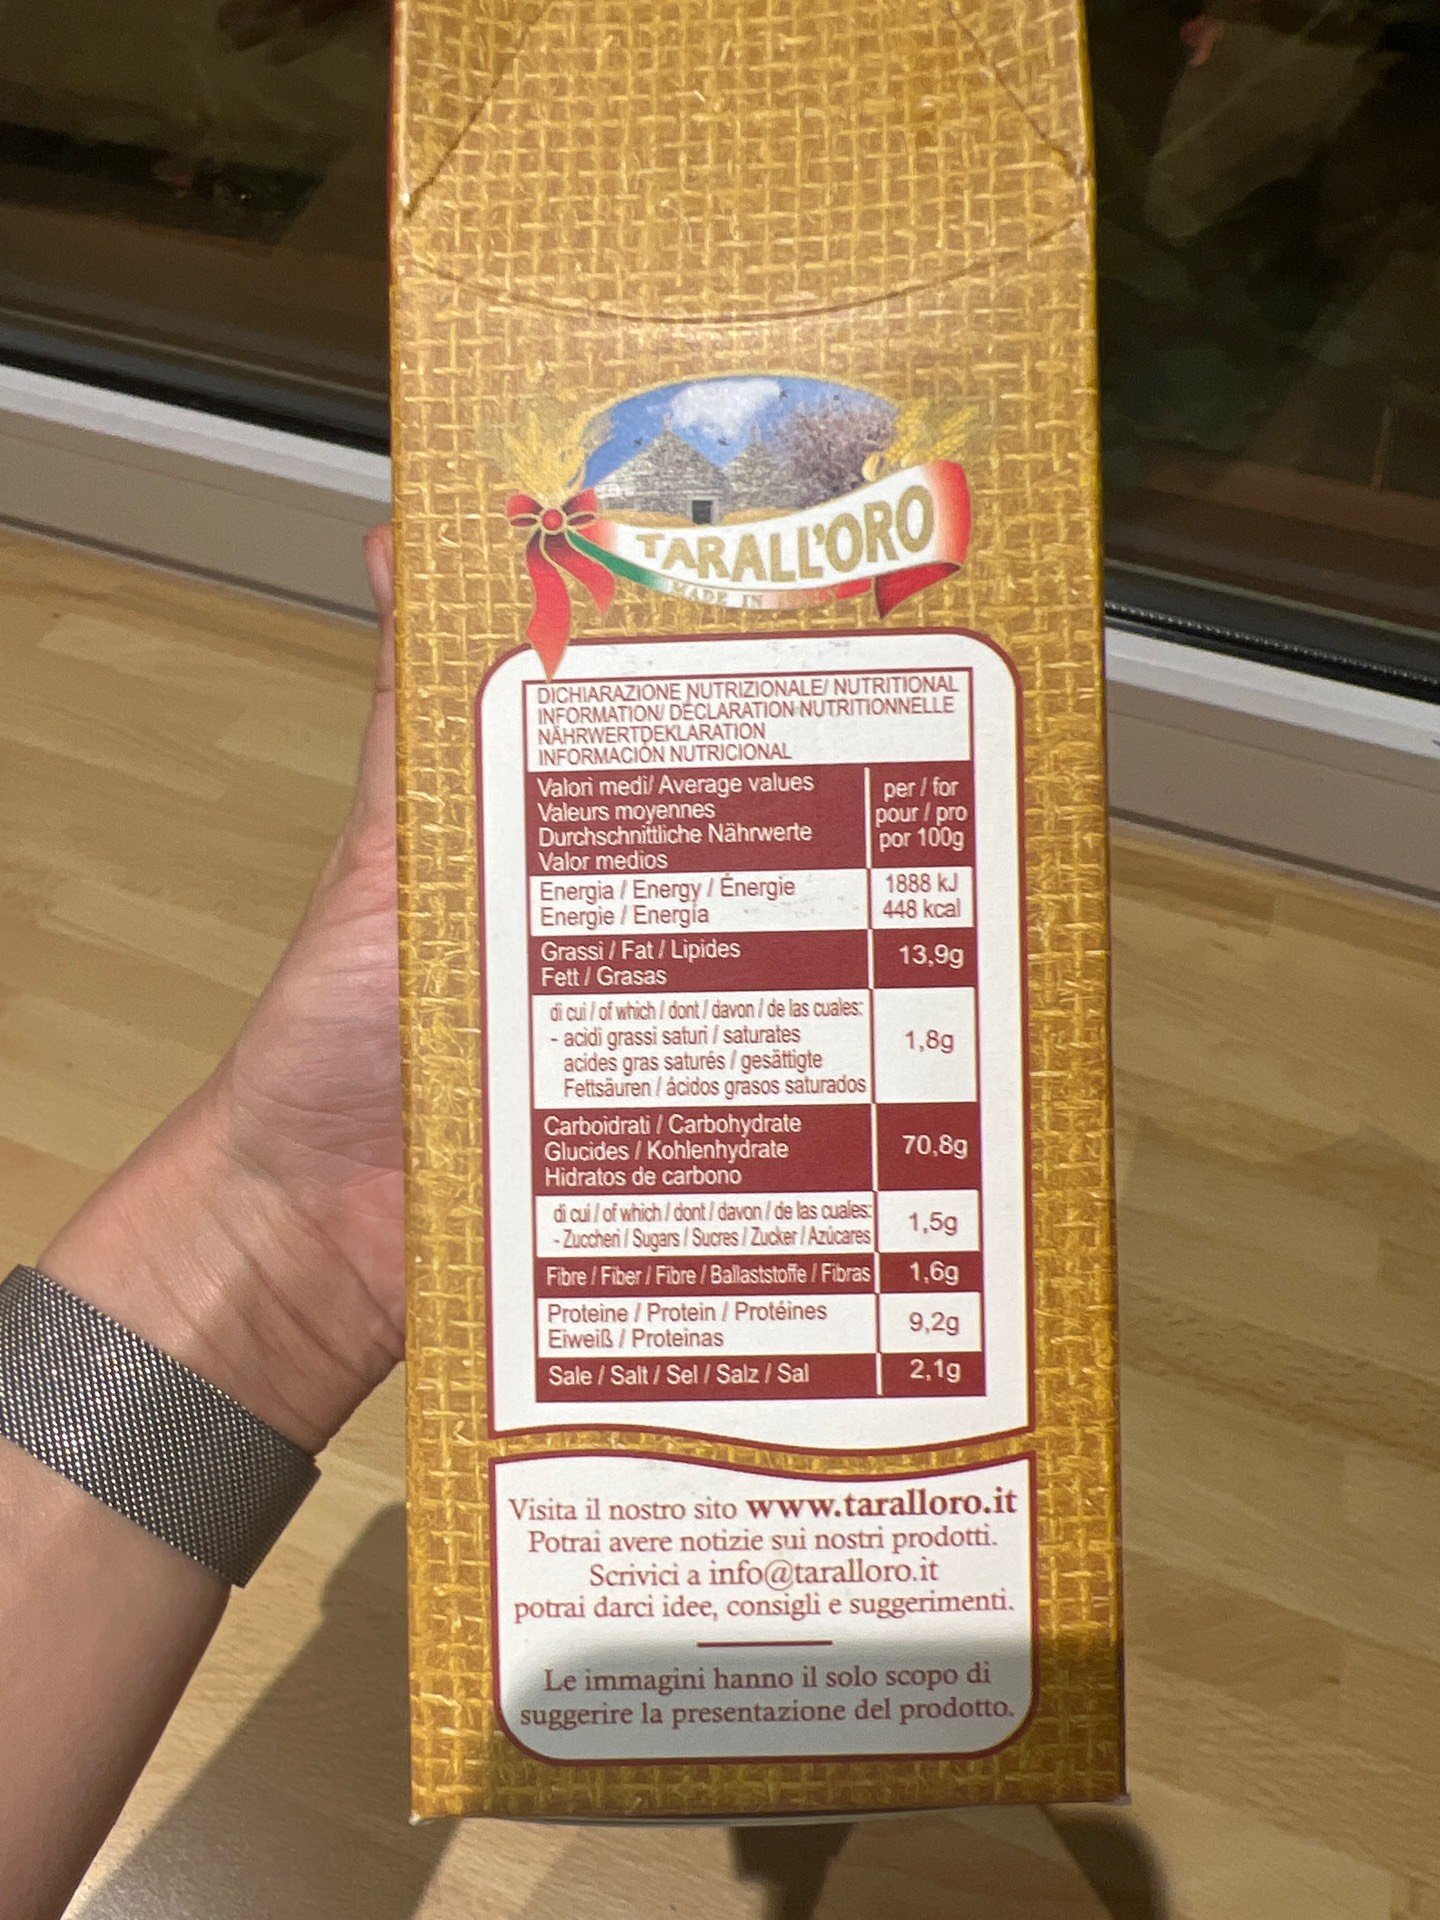 TARALL'ORO
MADE IN ITALY
DICHIARAZIONE NUTRIZIONALE/ NUTRITIONAL
INFORMATION/ DÉCLARATION NUTRITIONNELLE
NÄHRWERTDEKLARATION
INFORMACIÓN NUTRICIONAL
Valori medi/ Average values
Valeurs moyennes
Durchschnittliche Nährwerte
Valor medios
per / for
pour / pro
por 100g
Energia / Energy / Énergie
Energie / Energía
1888 kJ
448 kcal
Grassi / Fat / Lipides
Fett / Grasas
13,9g
di cui / of which / dont / davon / de las cuales:
- acidi grassi saturi / saturates
acides gras saturés / gesättigte
Fettsäuren / ácidos grasos saturados
1,8g
Carboidrati / Carbohydrate
Glucides / Kohlenhydrate
Hidratos de carbono
70,8g
di cui / of which / dont / davon / de las cuales:
- Zuccheri / Sugars / Sucres / Zucker / Azúcares
1,5g
Fibre / Fiber / Fibre / Ballaststoffe / Fibras
1,6g
Proteine / Protein / Protéines
Eiweiß / Proteinas
9,2g
Sale / Salt / Sel / Salz / Sal
2,1g
Visita il nostro sito www.taralloro.it
Potrai avere notizie sui nostri prodotti.
Scrivici a info@taralloro.it
potrai darci idee, consigli e suggerimenti.
Le immagini hanno il solo scopo di
suggerire la presentazione del prodotto.